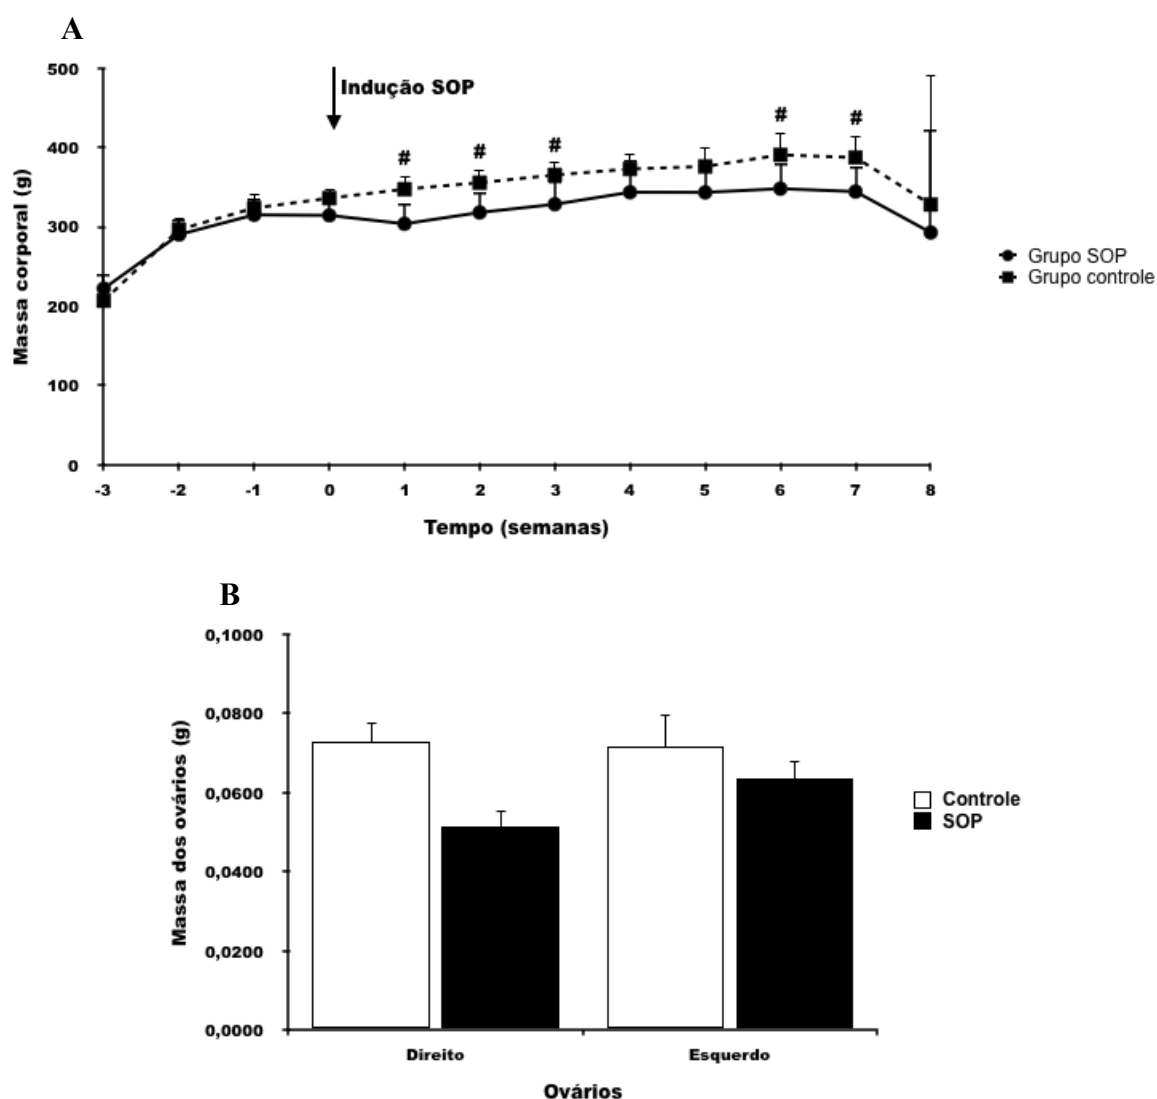 A
500
Indução SOP
400
300
200
100
0
Massa corporal (g)
# # # # #
-3 -2 -1 0 1 2 3 4 5 6 7 8
Tempo (semanas)
Grupo SOP
Grupo controle
B
0,1000
0,0800
0,0600
0,0400
0,0200
0,0000
Massa dos ovários (g)
Direito Esquerdo
Ovários
Controle
SOP